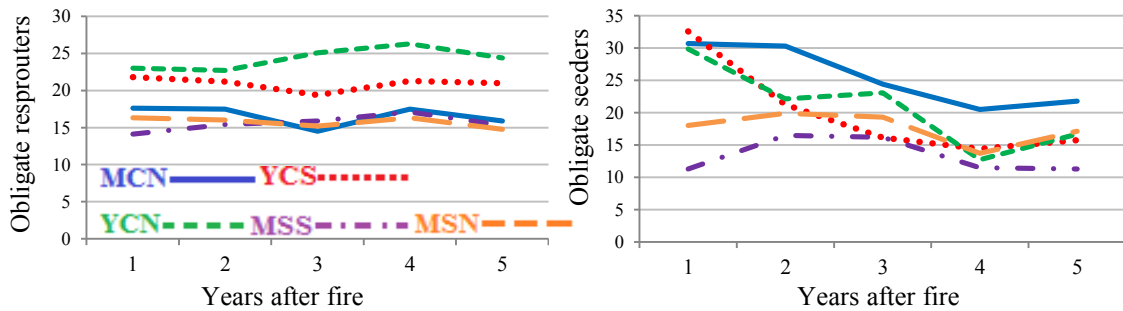 Obligate resprouters
30
25
20
15
10
5
0
MCN YCS
YCN MSS MSN
1 2 3 4 5
Years after fire
Obligate seeders
35
30
25
20
15
10
5
0
1 2 3 4 5
Years after fire